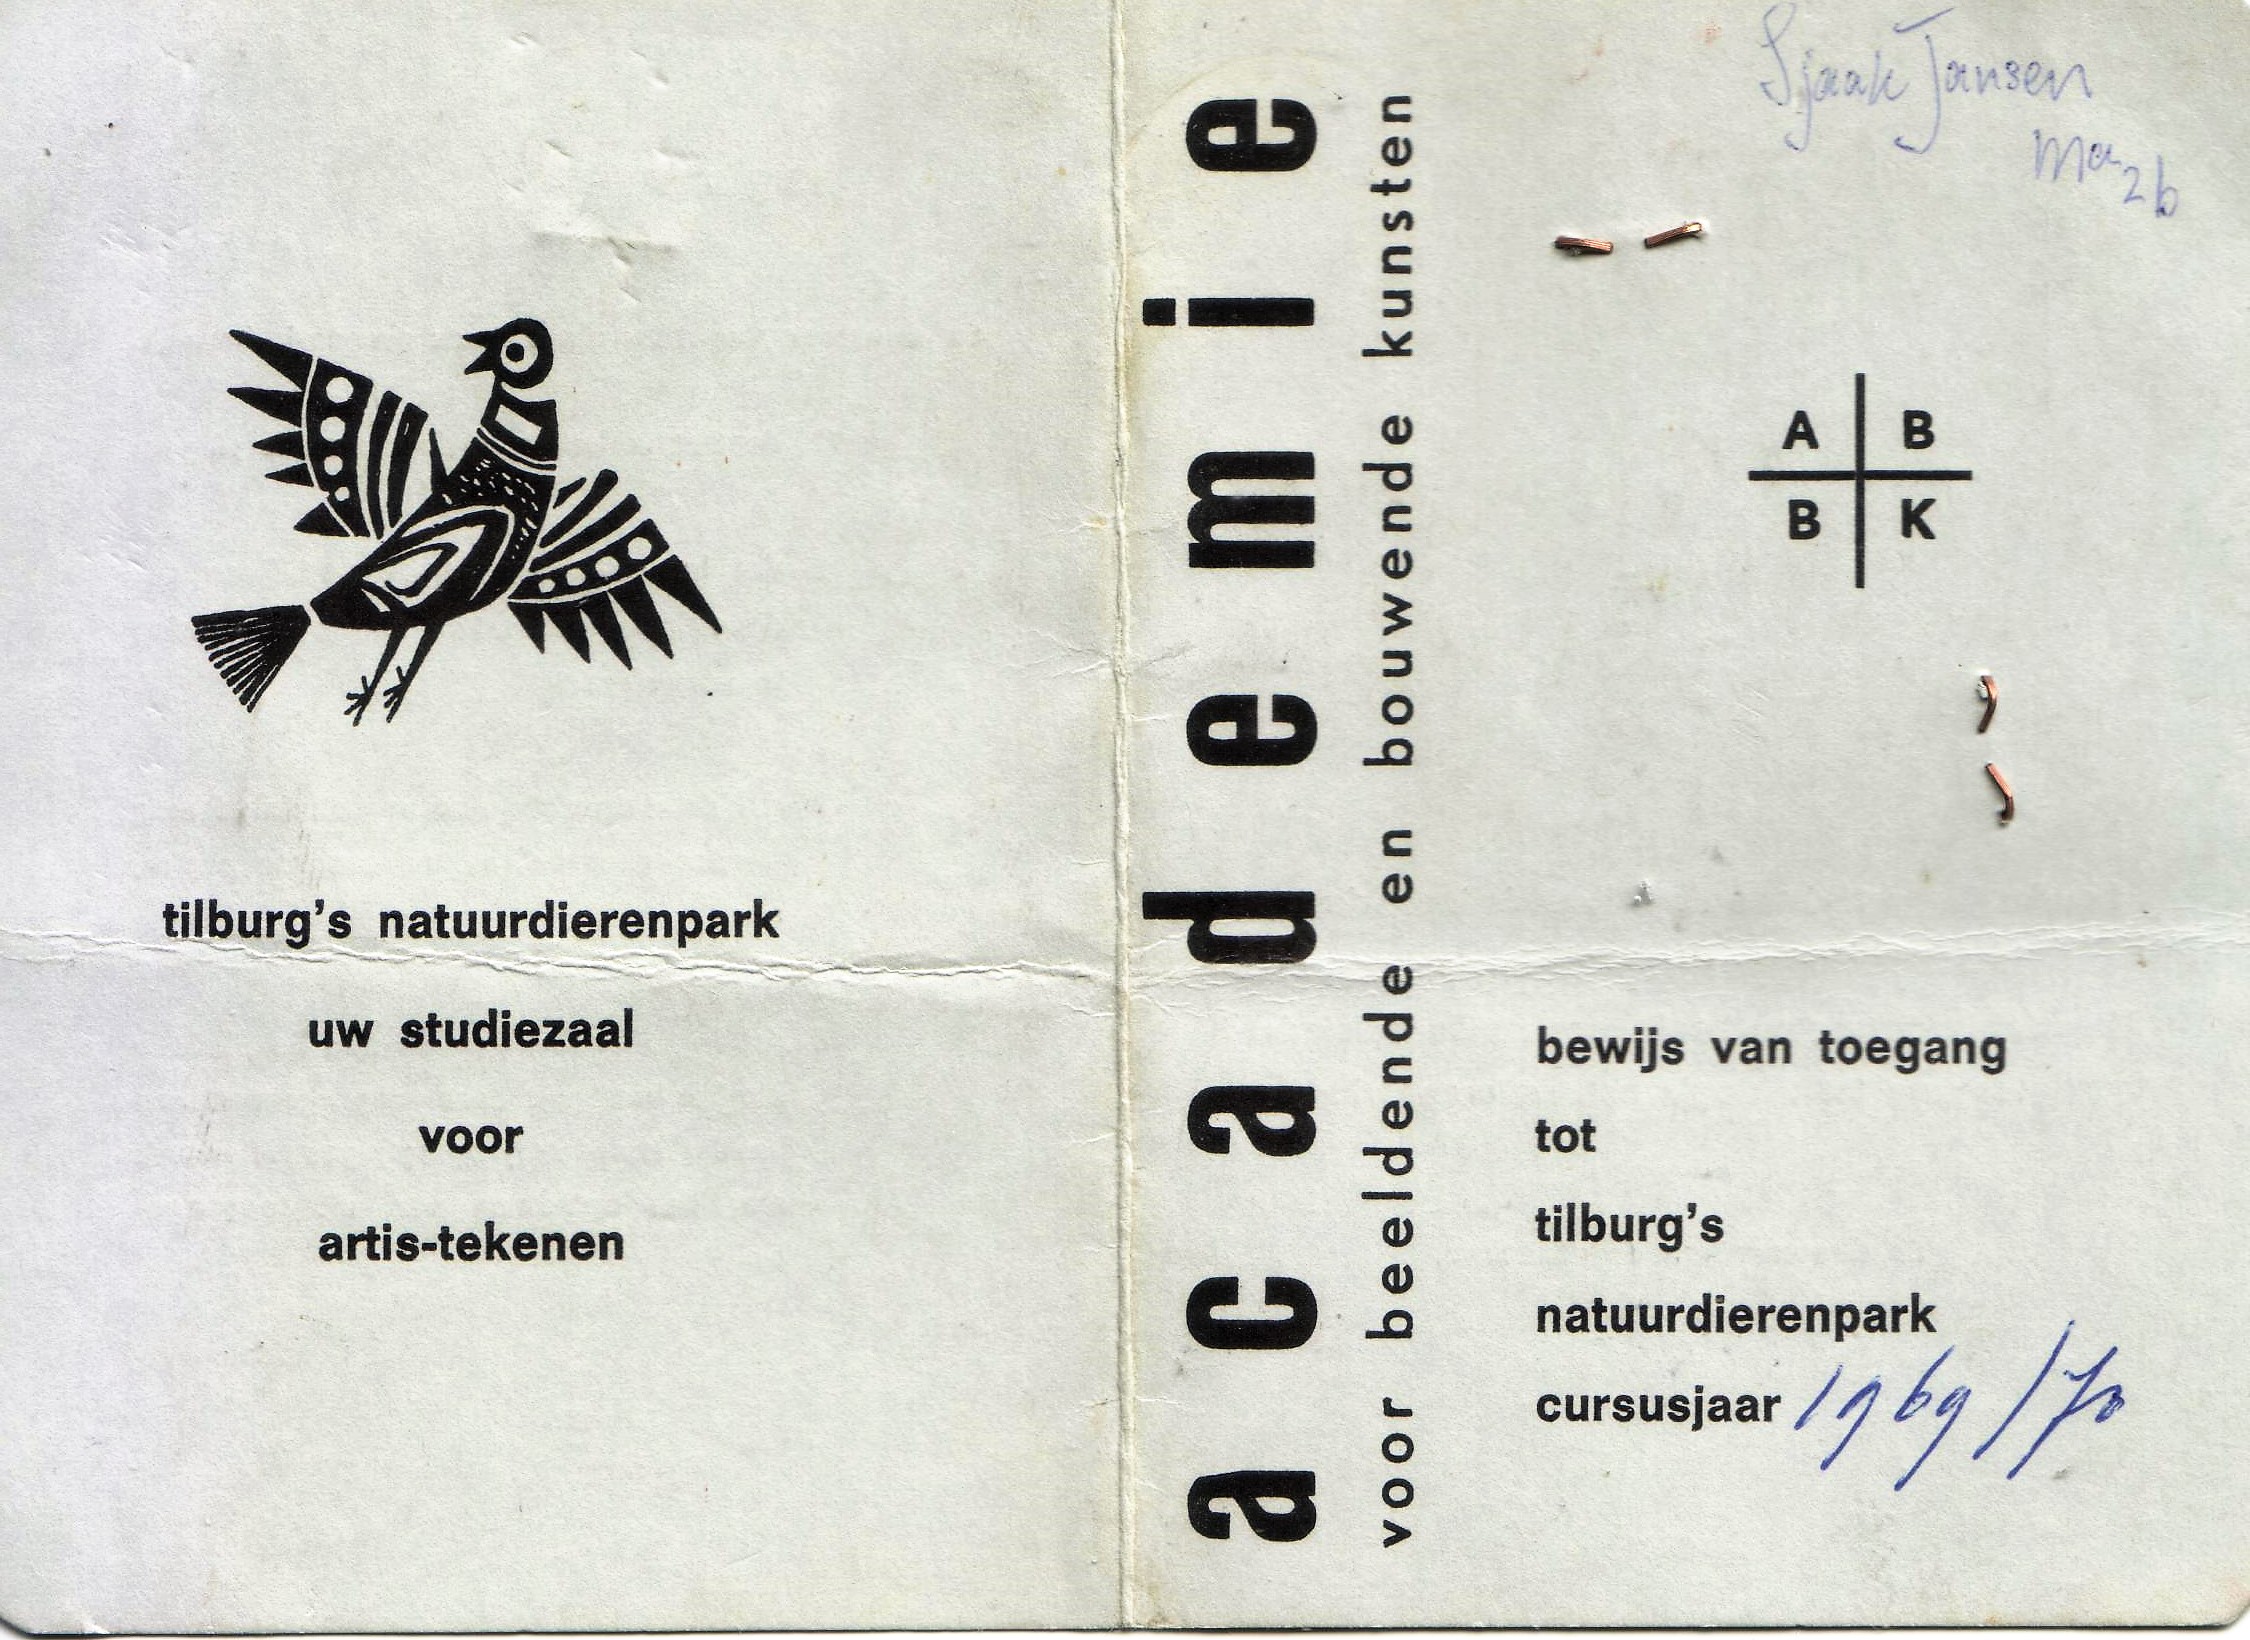 tilburg's natuurdierenpark
uw studiezaal
voor
artis-tekenen
academie
voor beeldende en bouwende kunsten
Sjaak Jansen
Ma 2b
A B
B K
bewijs van toegang
tot
tilburg's
natuurdierenpark
cursusjaar 1969/70